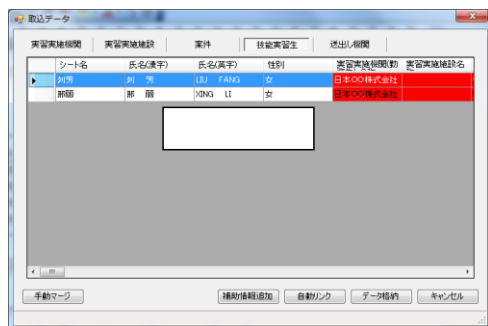 取込データ
実習実施機関 実習実施施設 案件 技能実習生 送出し機関
シート名 氏名(漢字) 氏名(英字) 性別 実習実施機関(勤 実習実施施設名
刘芳 刘 芳 LIU FANG 女 日本〇〇株式会社
邢丽 邢 丽 XING LI 女 日本〇〇株式会社
手動マージ 補助情報追加 自動リンク データ格納 キャンセル